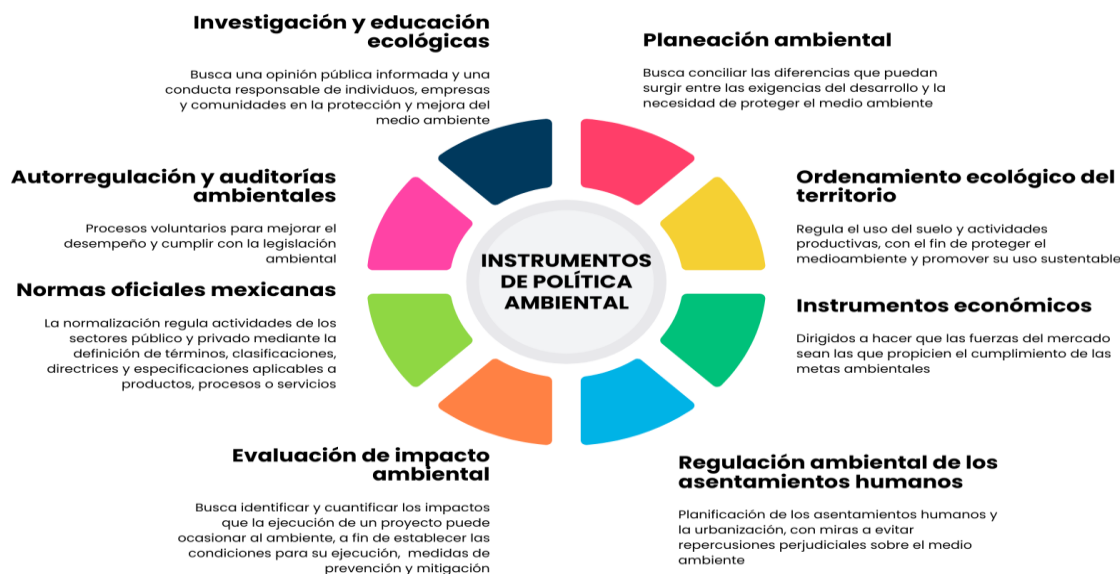 Investigación y educación
ecológicas
Busca una opinión pública informada y una
conducta responsable de individuos, empresas
y comunidades en la protección y mejora del
medio ambiente
Planeación ambiental
Busca conciliar las diferencias que puedan
surgir entre las exigencias del desarrollo y la
necesidad de proteger el medio ambiente
Autorregulación y auditorías
ambientales
Procesos voluntarios para mejorar el
desempeño y cumplir con la legislación
ambiental
Ordenamiento ecológico del
territorio
Regula el uso del suelo y actividades
productivas, con el fin de proteger el
medioambiente y promover su uso sustentable
INSTRUMENTOS
DE POLÍTICA
AMBIENTAL
Normas oficiales mexicanas
La normalización regula actividades de los
sectores público y privado mediante la
definición de términos, clasificaciones,
directrices y especificaciones aplicables a
productos, procesos o servicios
Instrumentos económicos
Dirigidos a hacer que las fuerzas del mercado
sean las que propicien el cumplimiento de las
metas ambientales
Evaluación de impacto
ambiental
Busca identificar y cuantificar los impactos
que la ejecución de un proyecto puede
ocasionar al ambiente, a fin de establecer las
condiciones para su ejecución, medidas de
prevención y mitigación
Regulación ambiental de los
asentamientos humanos
Planificación de los asentamientos humanos y
la urbanización, con miras a evitar
repercusiones perjudiciales sobre el medio
ambiente